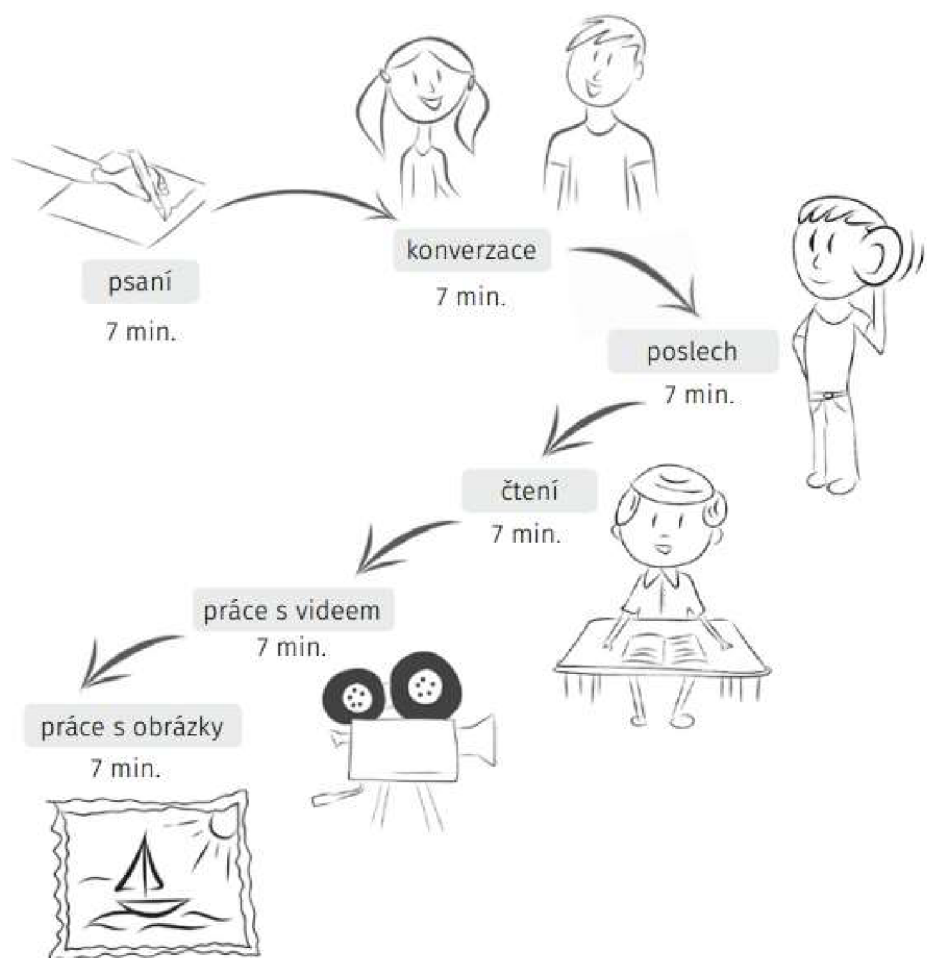 psaní
7 min.
konverzace
7 min.
poslech
7 min.
čtení
7 min.
práce s videem
7 min.
práce s obrázky
7 min.